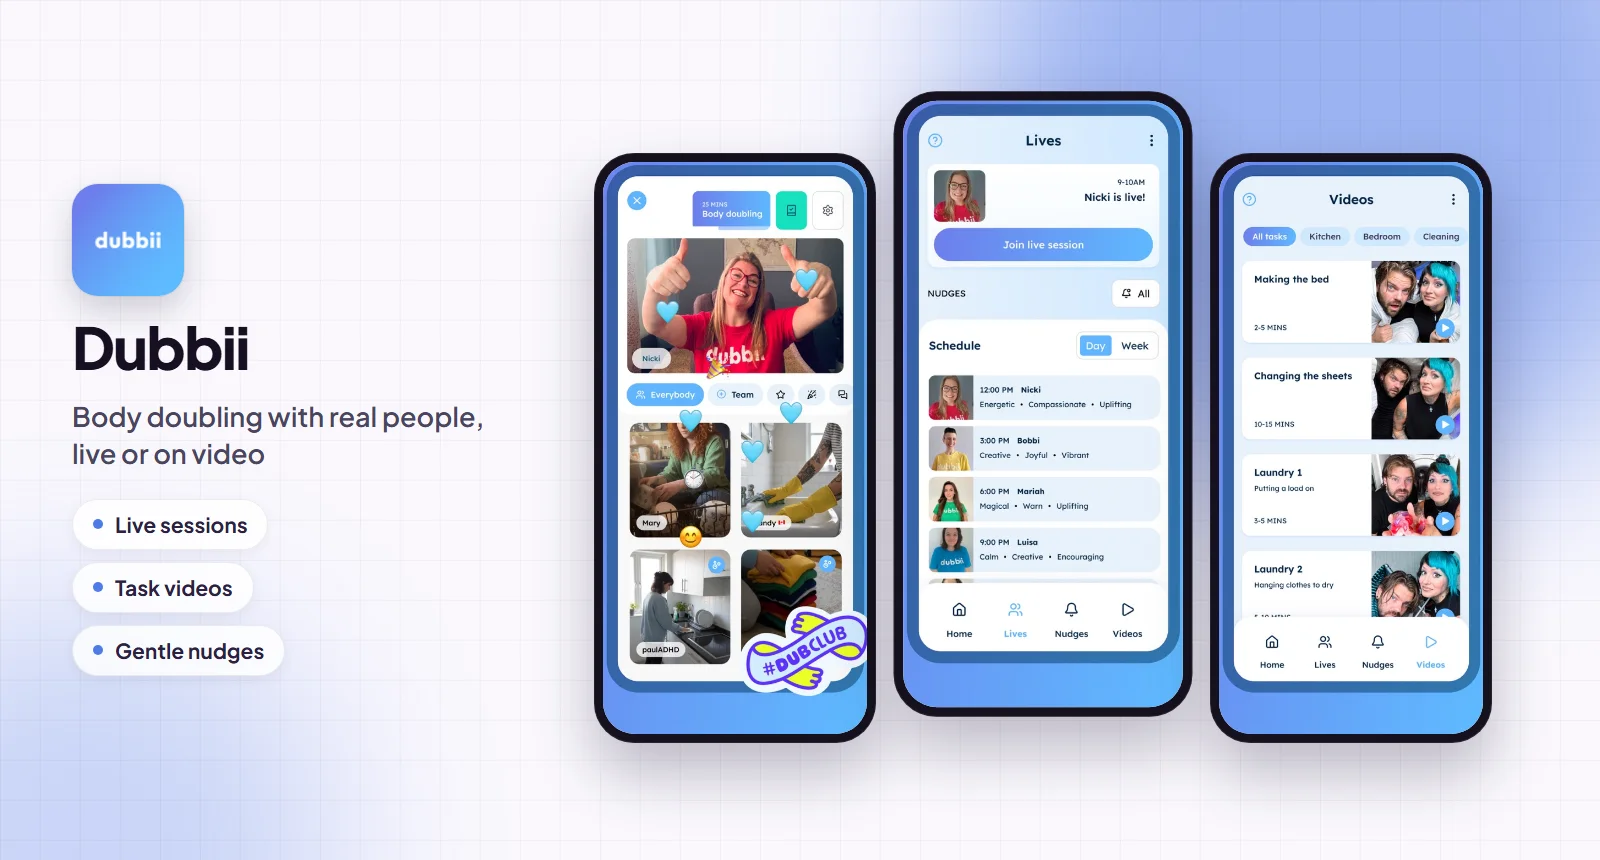 dubbii
Dubbii
Body doubling with real people,
live or on video
Live sessions
Task videos
Gentle nudges
25 MINS
Body doubling
dubbii
Nicki
Everybody
Team
Mary
paulADHD
#DUBCLUB
Lives
9-10AM
Nicki is live!
Join live session
NUDGES
All
Schedule
Day Week
12:00 PM Nicki
Energetic • Compassionate • Uplifting
3:00 PM Bobbi
Creative • Joyful • Vibrant
6:00 PM Mariah
Magical • Warn • Uplifting
9:00 PM Luisa
Calm • Creative • Encouraging
dubbii
Home Lives Nudges Videos
Videos
All tasks Kitchen Bedroom Cleaning
Making the bed
2-5 MINS
Changing the sheets
10-15 MINS
Laundry 1
Putting a load on
3-5 MINS
Laundry 2
Hanging clothes to dry
Home Lives Nudges Videos